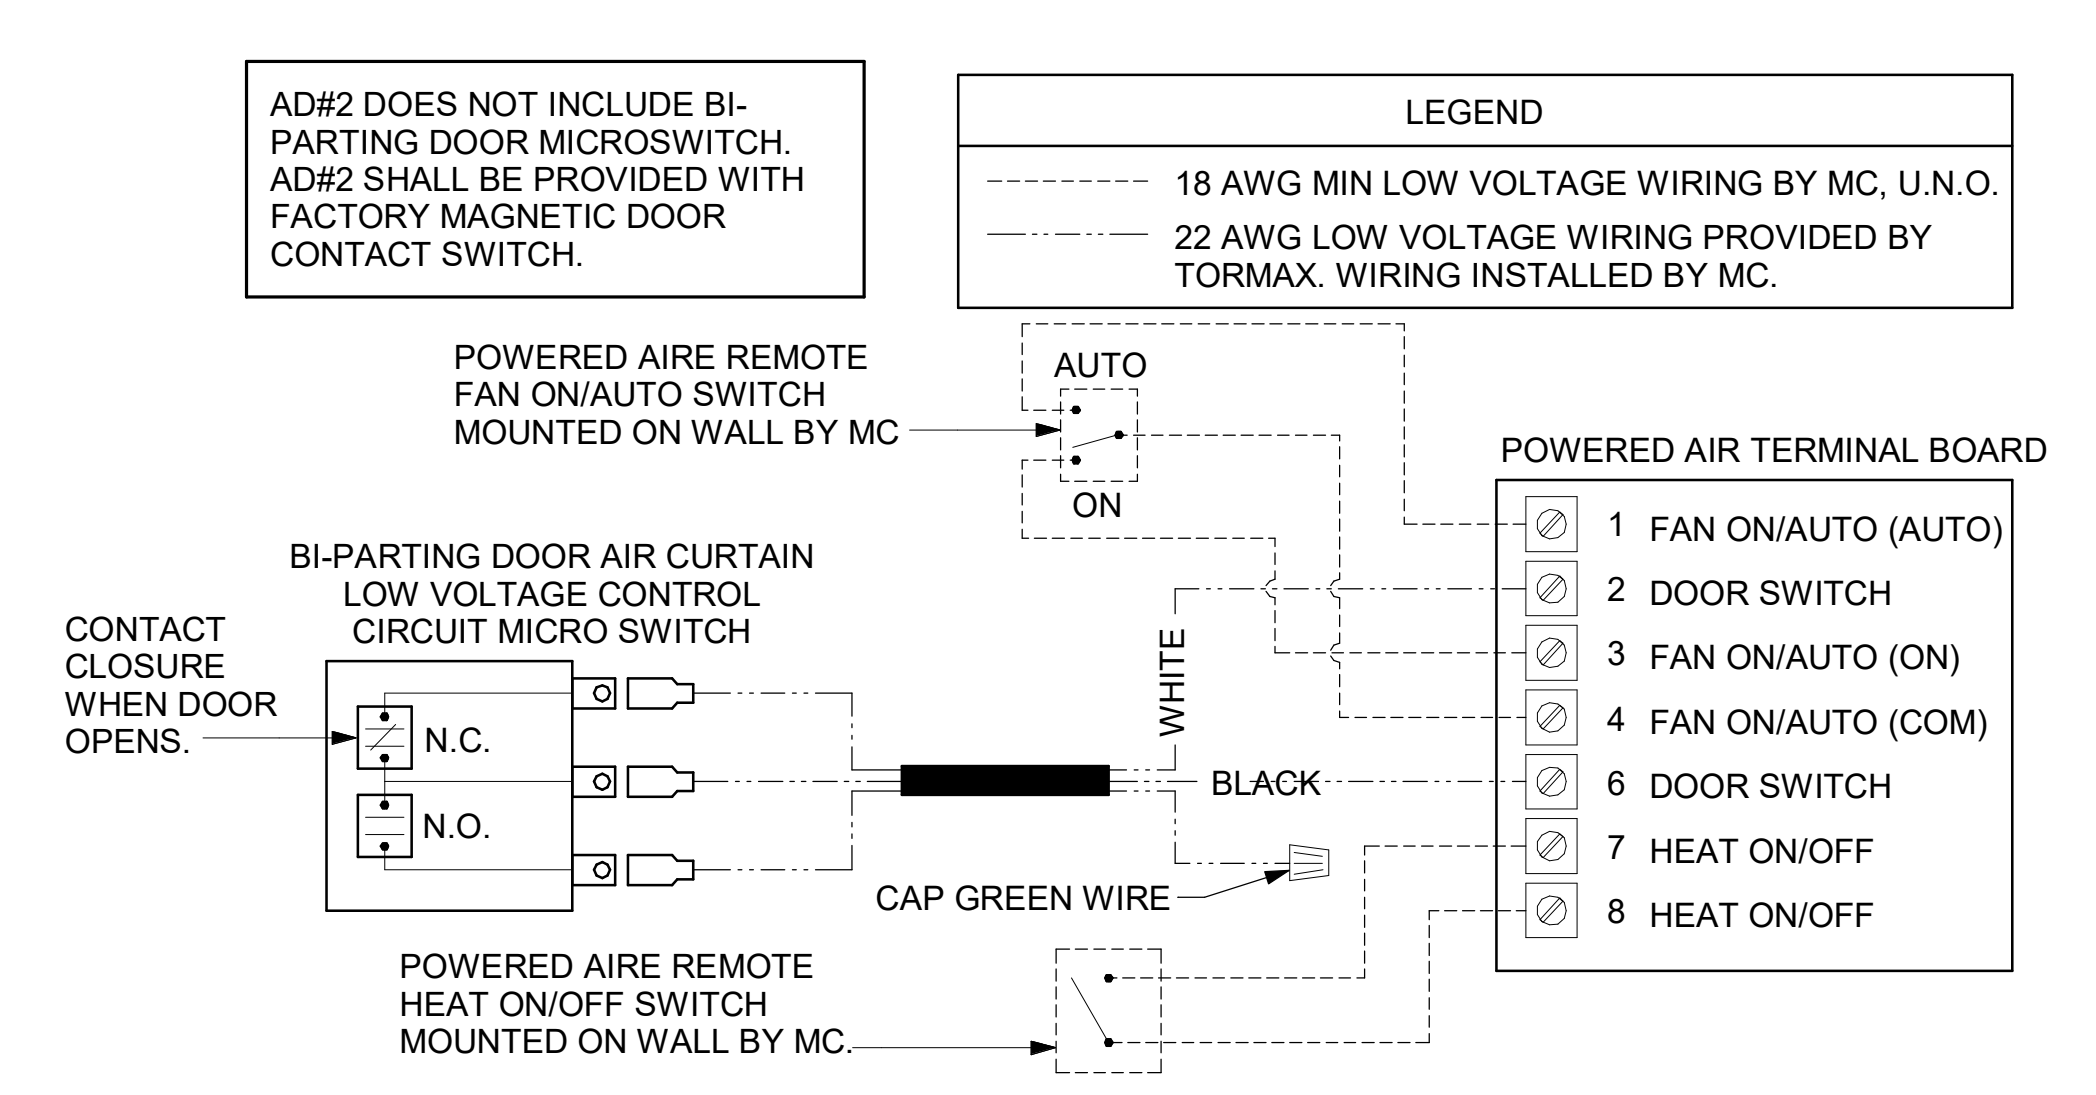 AD#2 DOES NOT INCLUDE BI-
PARTING DOOR MICROSWITCH.
AD#2 SHALL BE PROVIDED WITH
FACTORY MAGNETIC DOOR
CONTACT SWITCH.
LEGEND
18 AWG MIN LOW VOLTAGE WIRING BY MC, U.N.O.
22 AWG LOW VOLTAGE WIRING PROVIDED BY
TORMAX. WIRING INSTALLED BY MC.
POWERED AIRE REMOTE
FAN ON/AUTO SWITCH
MOUNTED ON WALL BY MC
AUTO
ON
POWERED AIR TERMINAL BOARD
1 FAN ON/AUTO (AUTO)
2 DOOR SWITCH
3 FAN ON/AUTO (ON)
4 FAN ON/AUTO (COM)
6 DOOR SWITCH
7 HEAT ON/OFF
8 HEAT ON/OFF
BI-PARTING DOOR AIR CURTAIN
LOW VOLTAGE CONTROL
CIRCUIT MICRO SWITCH
CONTACT
CLOSURE
WHEN DOOR
OPENS.
N.C.
N.O.
WHITE
BLACK
CAP GREEN WIRE
POWERED AIRE REMOTE
HEAT ON/OFF SWITCH
MOUNTED ON WALL BY MC.